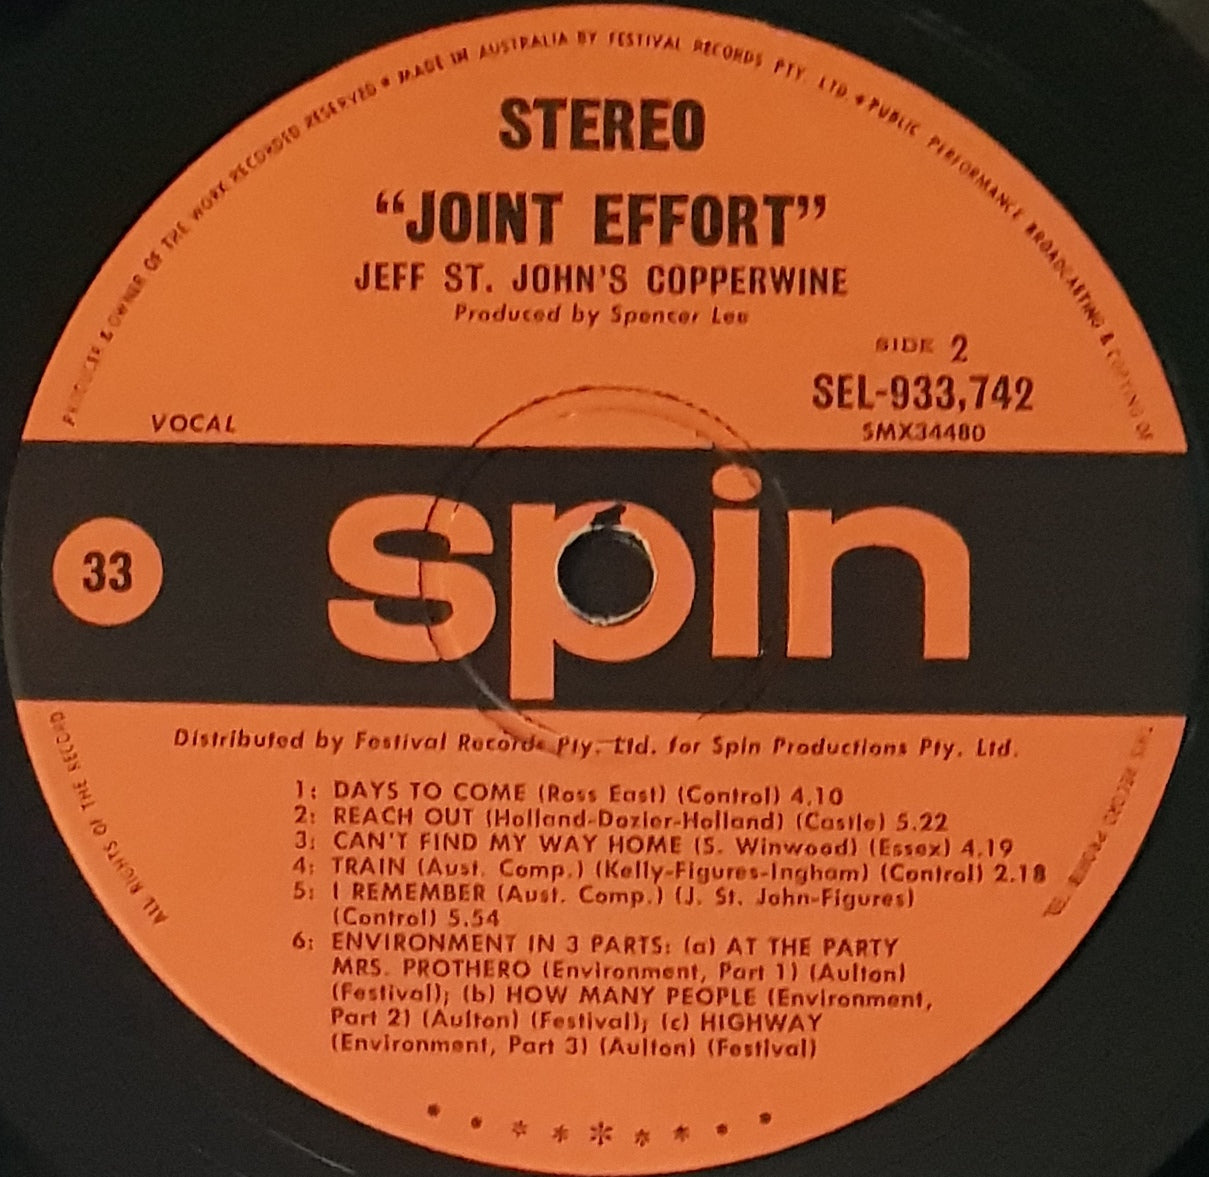 PRODUCER & OWNER OF THE WORK RECORDED RESERVED * MADE IN AUSTRALIA BY FESTIVAL RECORDS PTY. LTD. * PUBLIC PERFORMANCE BROADCASTING & COPYING OF
STEREO
“JOINT EFFORT”
JEFF ST. JOHN'S COPPERWINE
Produced by Spencer Lee
SIDE 2
SEL-933,742
SMX34480
VOCAL
33
spin
Distributed by Festival Records Pty. Ltd. for Spin Productions Pty. Ltd.
1: DAYS TO COME (Ross East) (Control) 4.10
2: REACH OUT (Holland-Dozier-Holland) (Castle) 5.22
3: CAN'T FIND MY WAY HOME (S. Winwood) (Essex) 4.19
4: TRAIN (Aust. Comp.) (Kelly-Figures-Ingham) (Control) 2.18
5: I REMEMBER (Aust. Comp.) (J. St. John-Figures)
(Control) 5.54
6: ENVIRONMENT IN 3 PARTS: (a) AT THE PARTY
MRS. PROTHERO (Environment, Part 1) (Aulton)
(Festival); (b) HOW MANY PEOPLE (Environment,
Part 2) (Aulton) (Festival); (c) HIGHWAY
(Environment, Part 3) (Aulton) (Festival)
THIS RECORD PROHIBITED
ALL RIGHTS OF THE RECORD